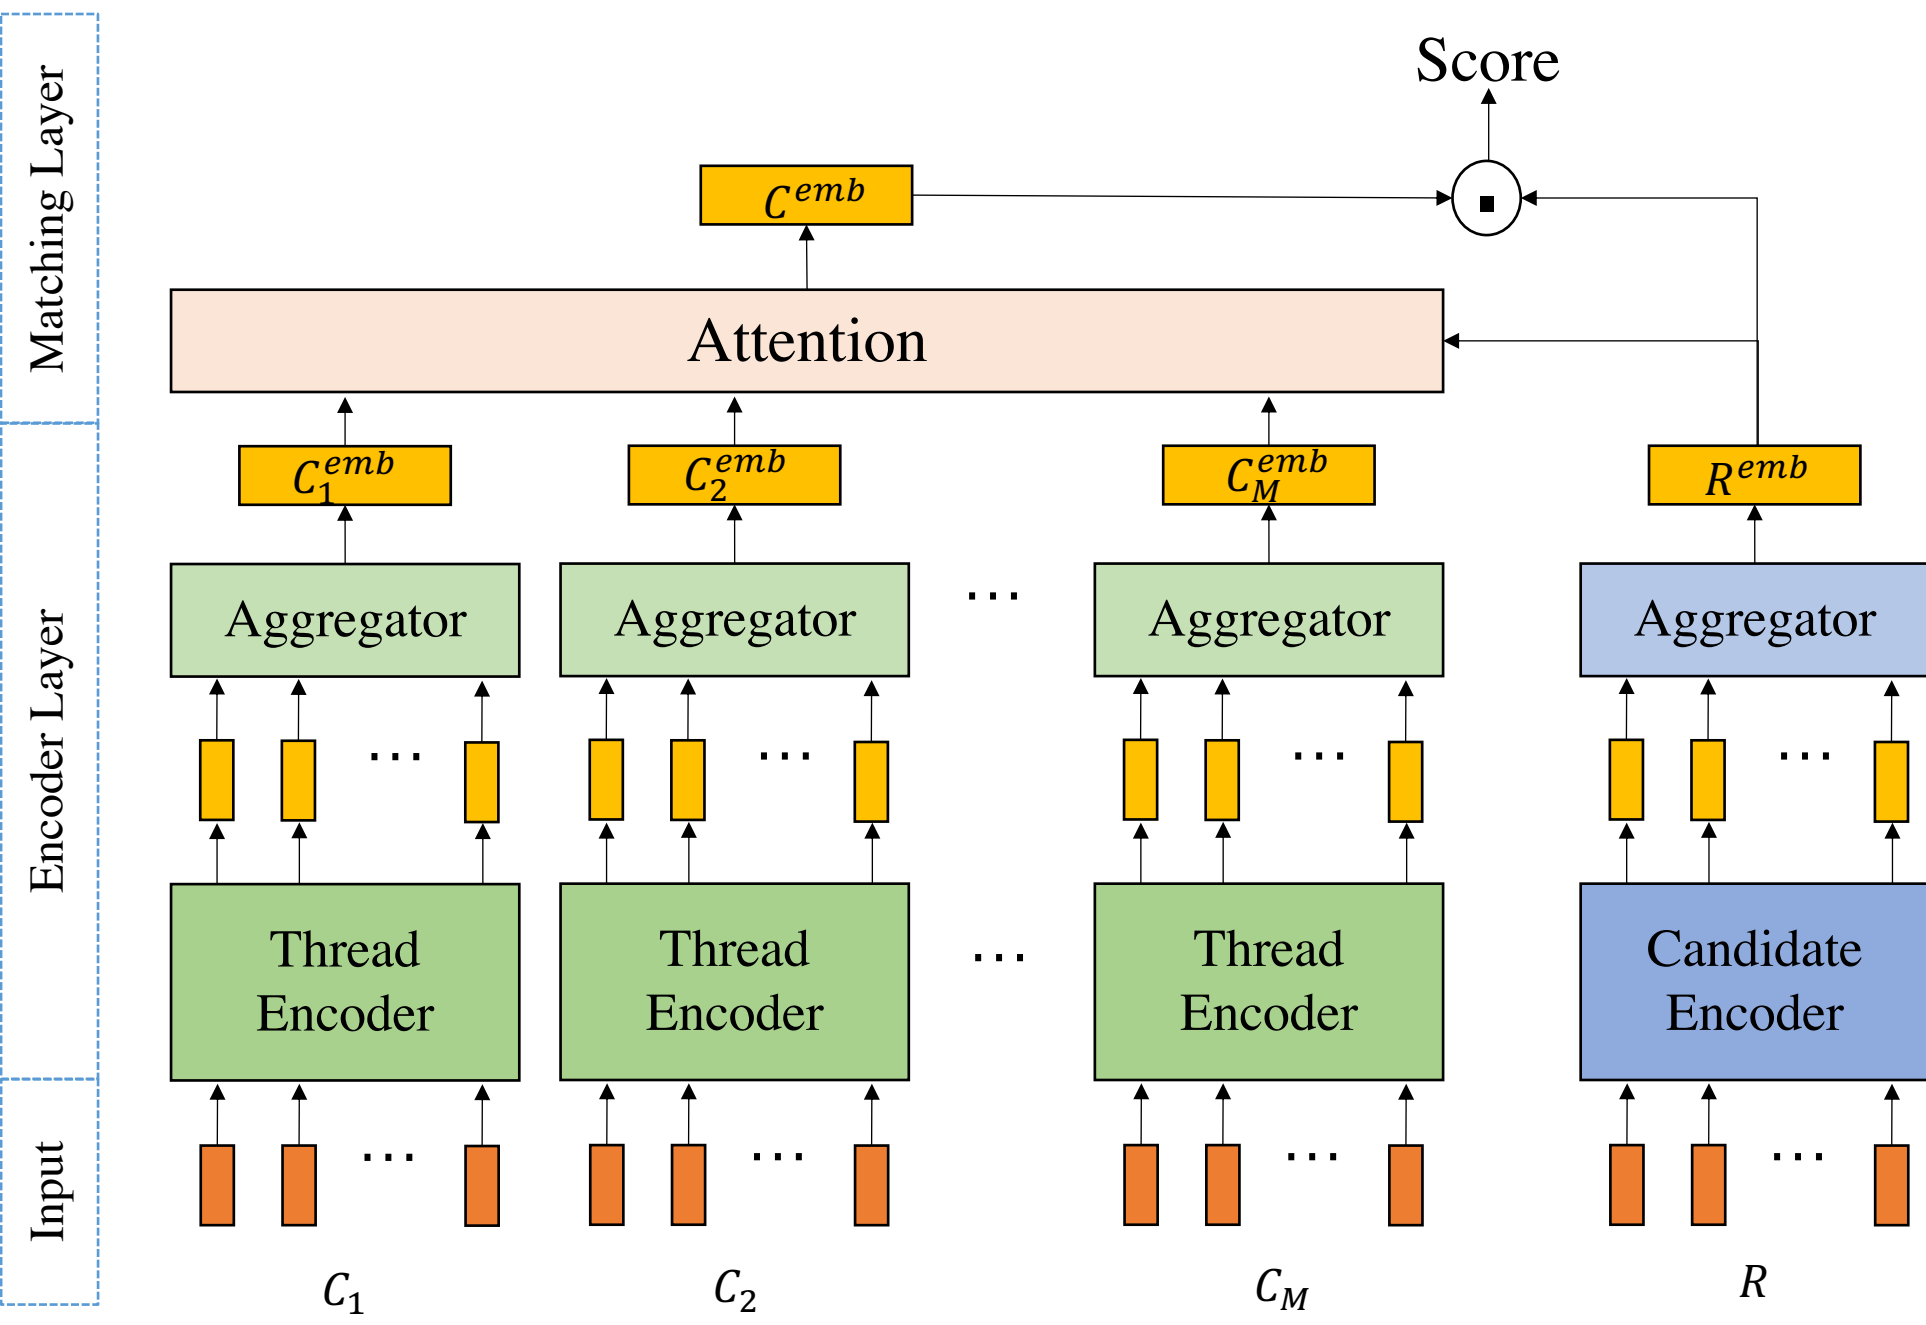 Score
Matching Layer
C^emb
Attention
C_1^emb
C_2^emb
C_M^emb
R^emb
Encoder Layer
Aggregator
Aggregator
...
Aggregator
Aggregator
...
...
...
...
Thread
Encoder
Thread
Encoder
...
Thread
Encoder
Candidate
Encoder
Input
...
...
...
...
C_1
C_2
C_M
R